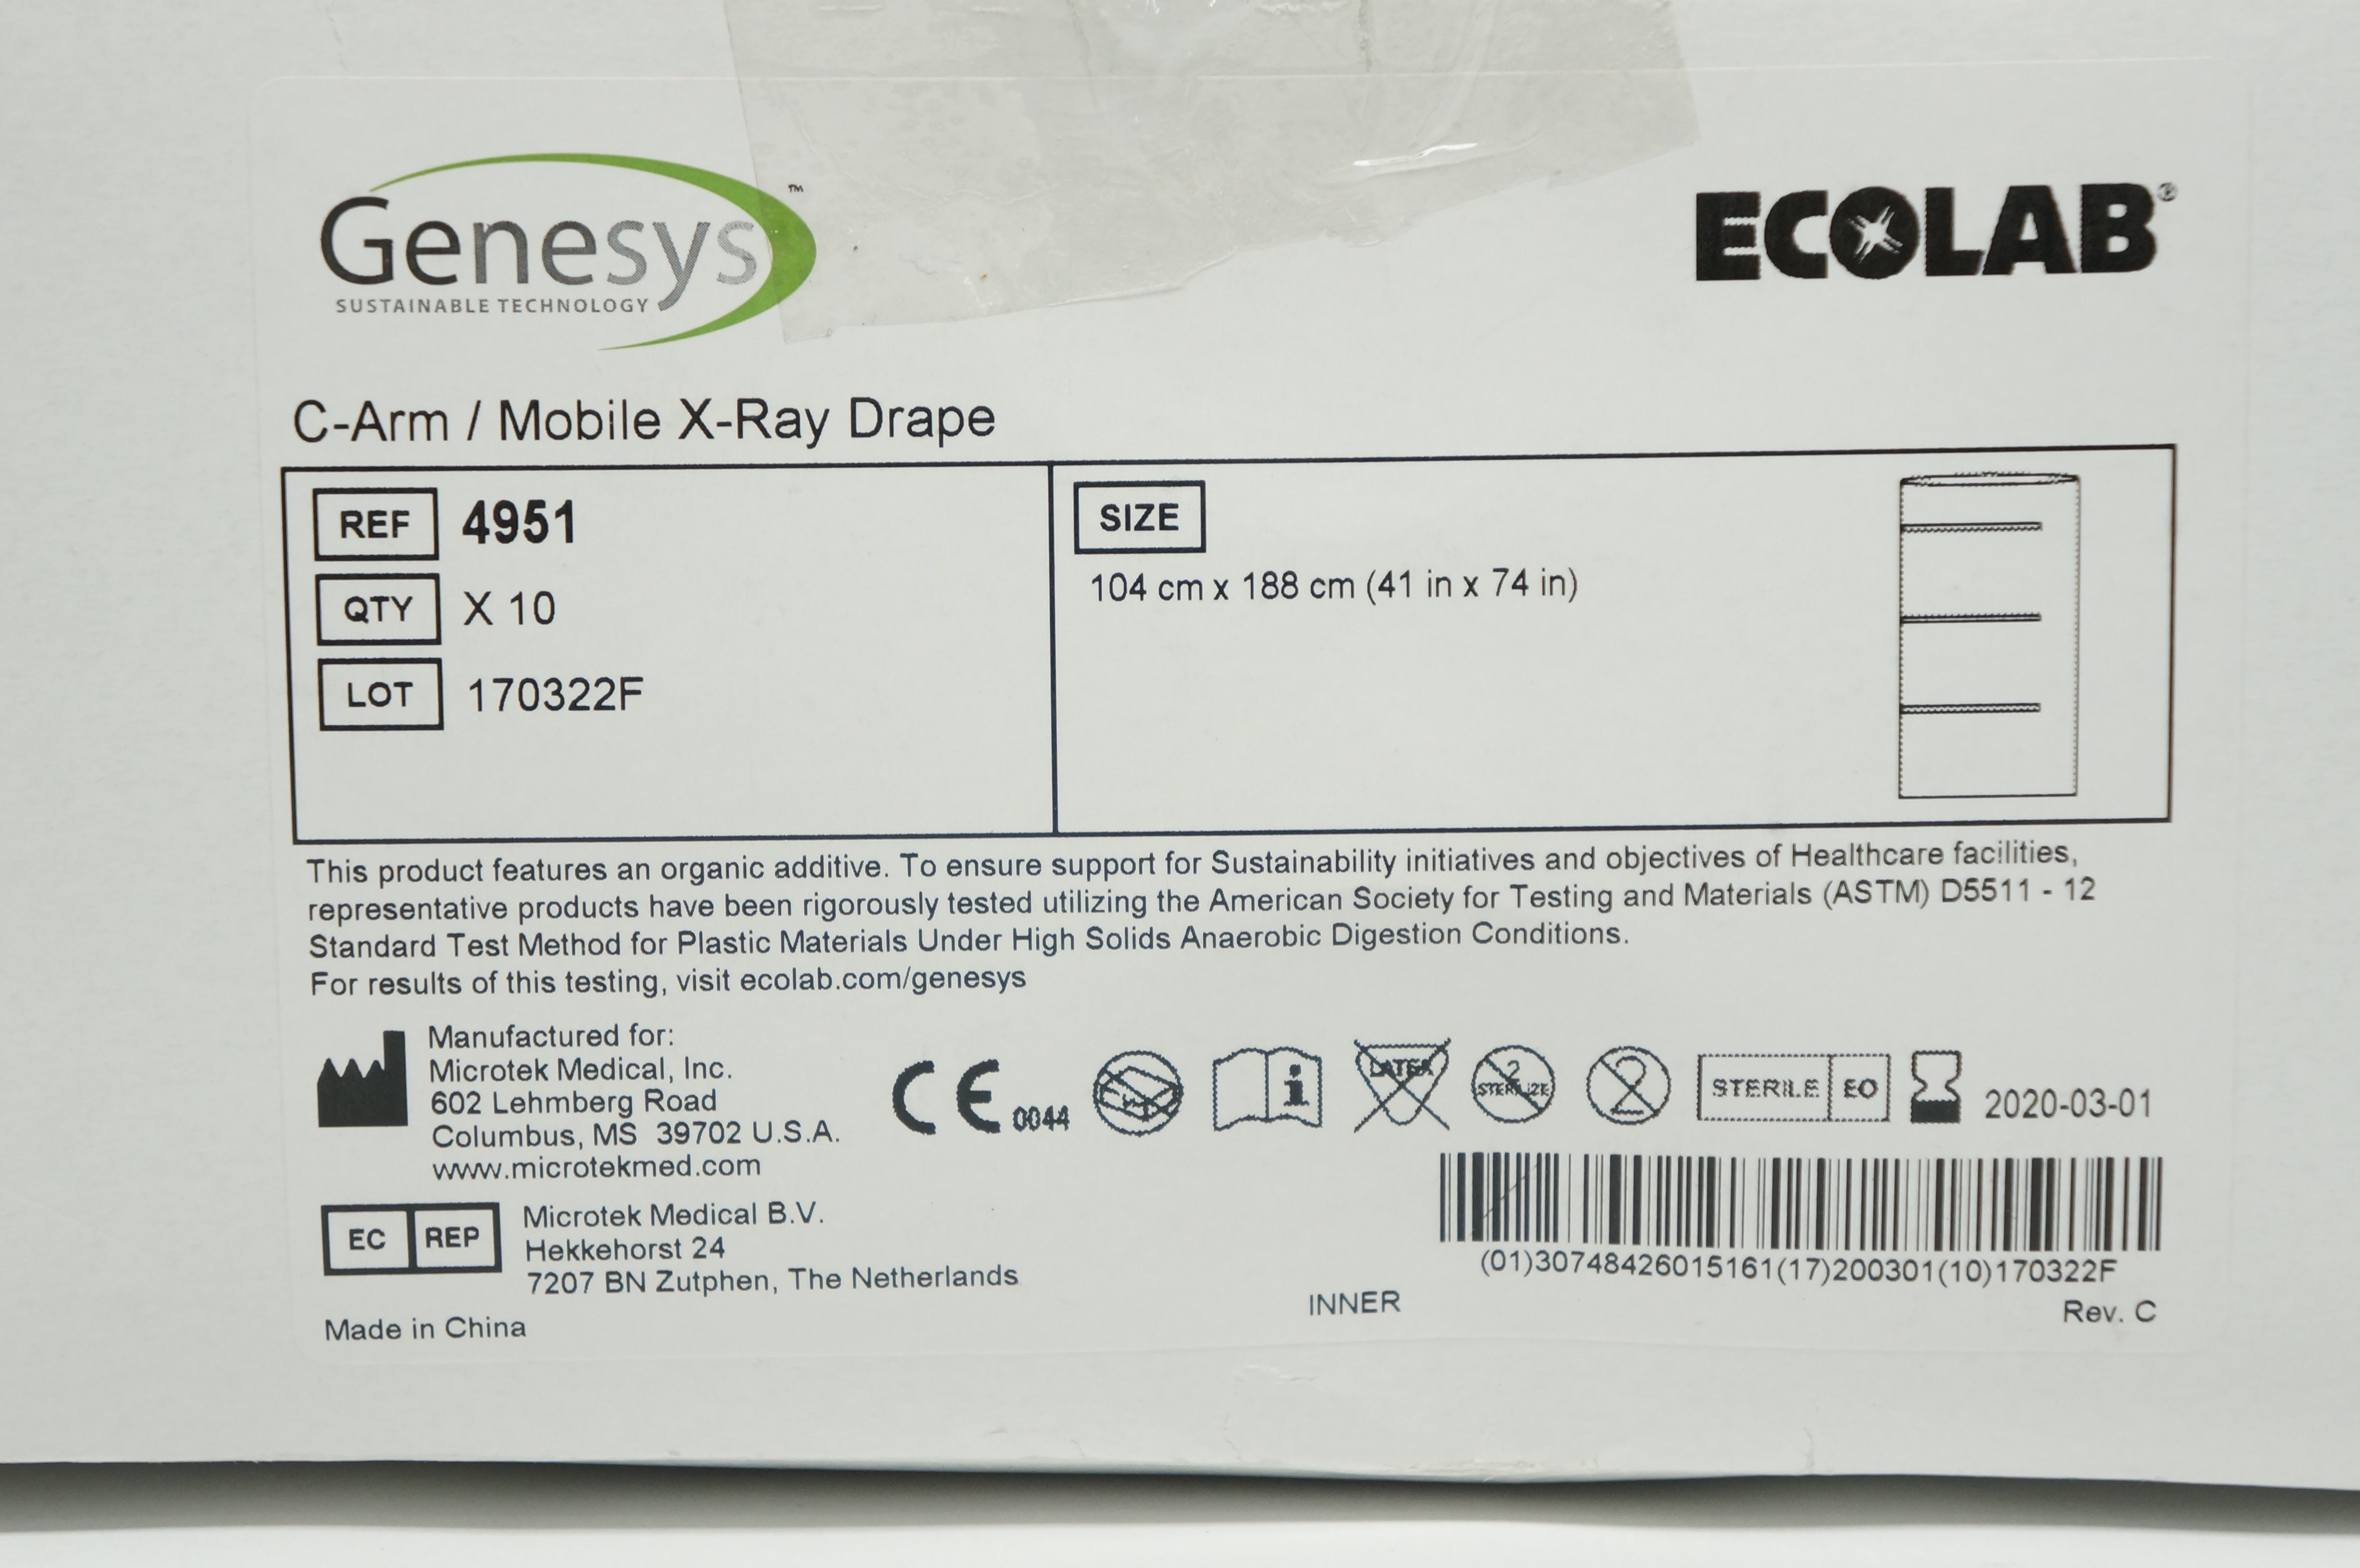 Genesys™
SUSTAINABLE TECHNOLOGY
ECOLAB®
C-Arm / Mobile X-Ray Drape
REF 4951
QTY X 10
LOT 170322F
SIZE
104 cm x 188 cm (41 in x 74 in)
This product features an organic additive. To ensure support for Sustainability initiatives and objectives of Healthcare facilities,
representative products have been rigorously tested utilizing the American Society for Testing and Materials (ASTM) D5511 - 12
Standard Test Method for Plastic Materials Under High Solids Anaerobic Digestion Conditions.
For results of this testing, visit ecolab.com/genesys
Manufactured for:
Microtek Medical, Inc.
602 Lehmberg Road
Columbus, MS 39702 U.S.A.
www.microtekmed.com
CE 0044
LATEX
2
STERILIZE
2
STERILE EO
2020-03-01
EC REP
Microtek Medical B.V.
Hekkehorst 24
7207 BN Zutphen, The Netherlands
(01)30748426015161(17)200301(10)170322F
INNER
Rev. C
Made in China